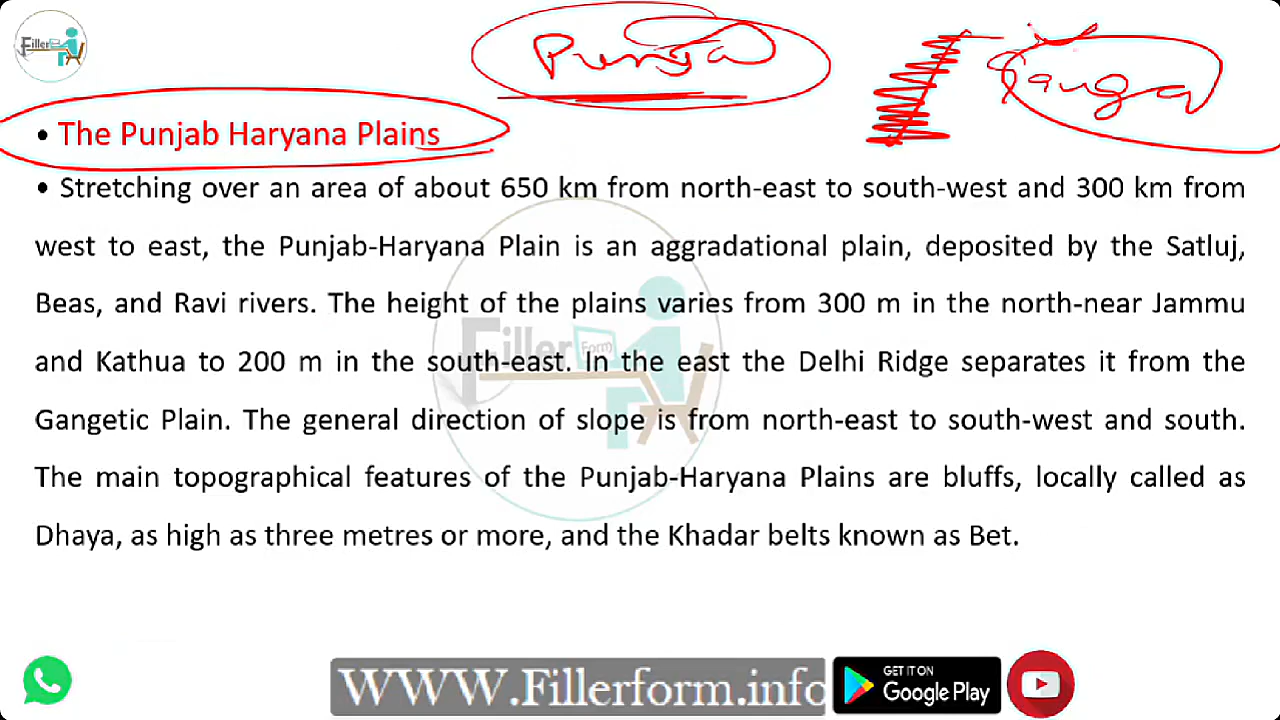 Filler
Punja
Ganga
• The Punjab Haryana Plains
• Stretching over an area of about 650 km from north-east to south-west and 300 km from
west to east, the Punjab-Haryana Plain is an aggradational plain, deposited by the Satluj,
Beas, and Ravi rivers. The height of the plains varies from 300 m in the north-near Jammu
and Kathua to 200 m in the south-east. In the east the Delhi Ridge separates it from the
Gangetic Plain. The general direction of slope is from north-east to south-west and south.
The main topographical features of the Punjab-Haryana Plains are bluffs, locally called as
Dhaya, as high as three metres or more, and the Khadar belts known as Bet.
Filler Form
WWW.Fillerform.info
GET IT ON
Google Play